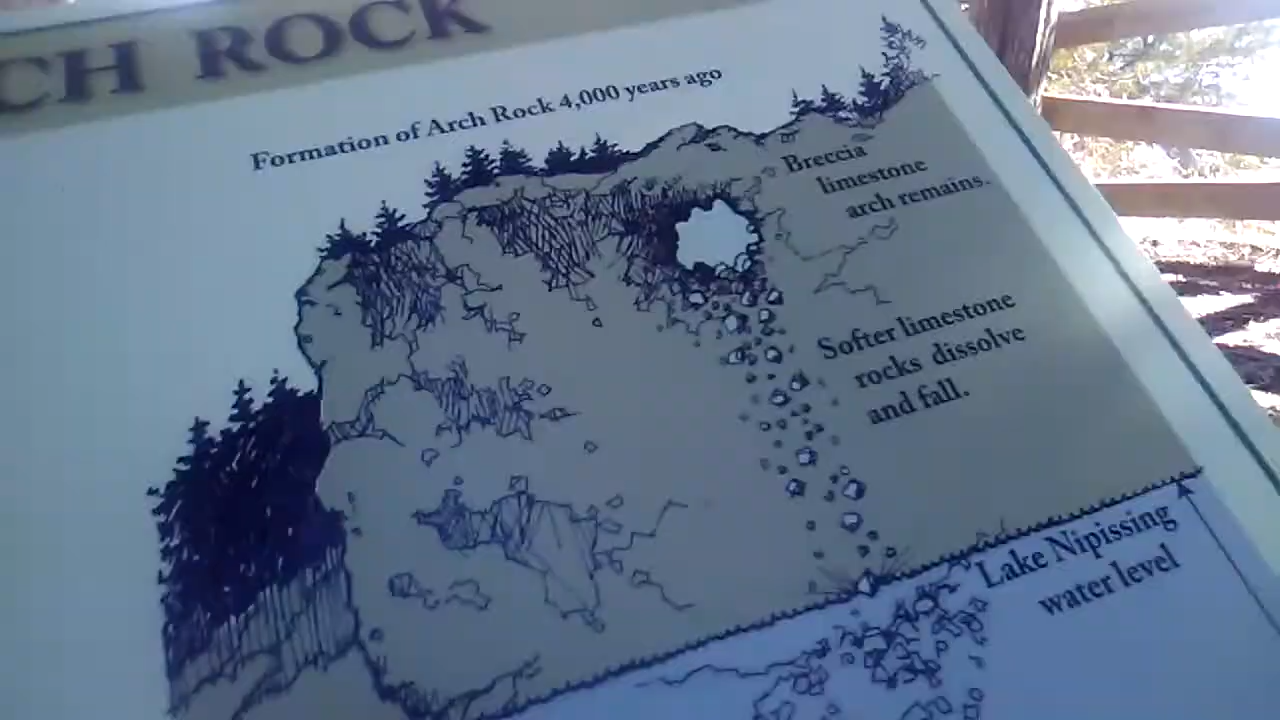 CH ROCK
Formation of Arch Rock 4,000 years ago
Breccia
limestone
arch remains.
Softer limestone
rocks dissolve
and fall.
Lake Nipissing
water level